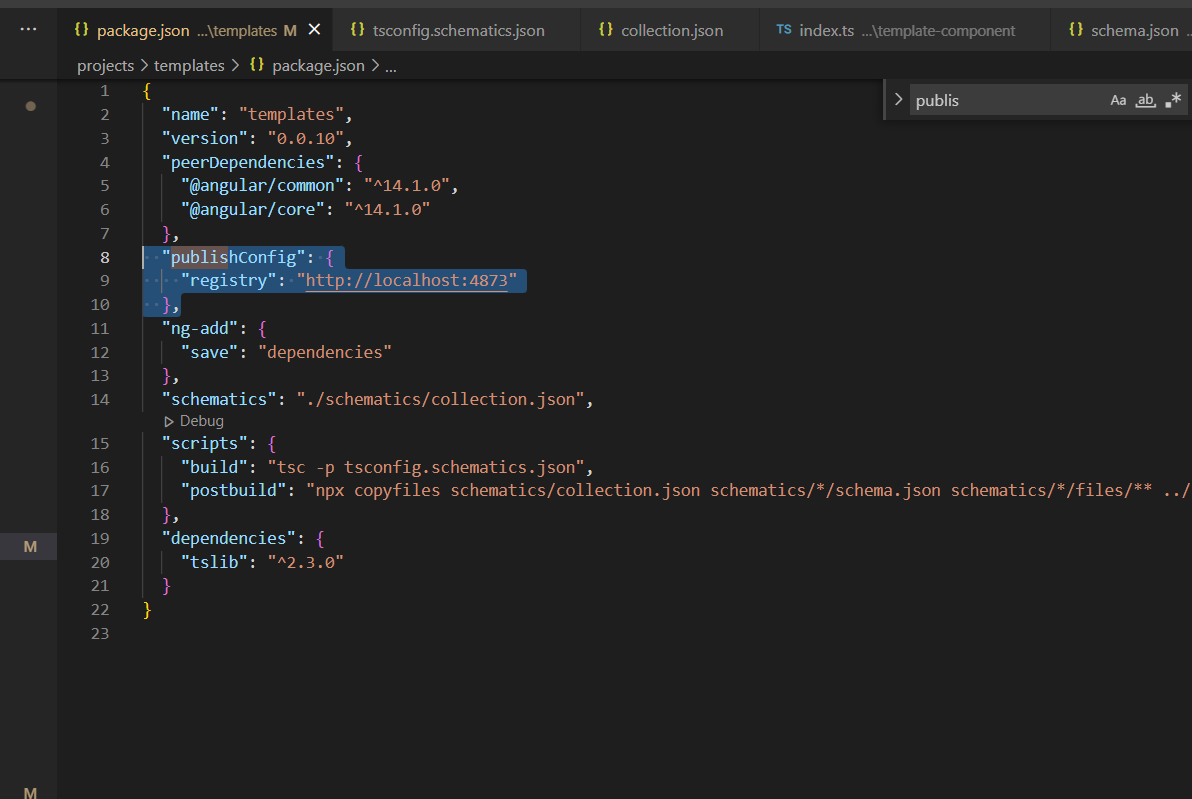 ... package.json ...\templates M × tsconfig.schematics.json collection.json TS index.ts ...\template-component schema.json ..
projects > templates > {} package.json > ...
publis Aa ab .*
1 {
2 "name": "templates",
3 "version": "0.0.10",
4 "peerDependencies": {
5 "@angular/common": "^14.1.0",
6 "@angular/core": "^14.1.0"
7 },
8 "publishConfig": {
9 "registry": "http://localhost:4873"
10 },
11 "ng-add": {
12 "save": "dependencies"
13 },
14 "schematics": "./schematics/collection.json",
Debug
15 "scripts": {
16 "build": "tsc -p tsconfig.schematics.json",
17 "postbuild": "npx copyfiles schematics/collection.json schematics/*/schema.json schematics/*/files/** ../
18 },
19 "dependencies": {
20 "tslib": "^2.3.0"
21 }
22 }
23
M
M